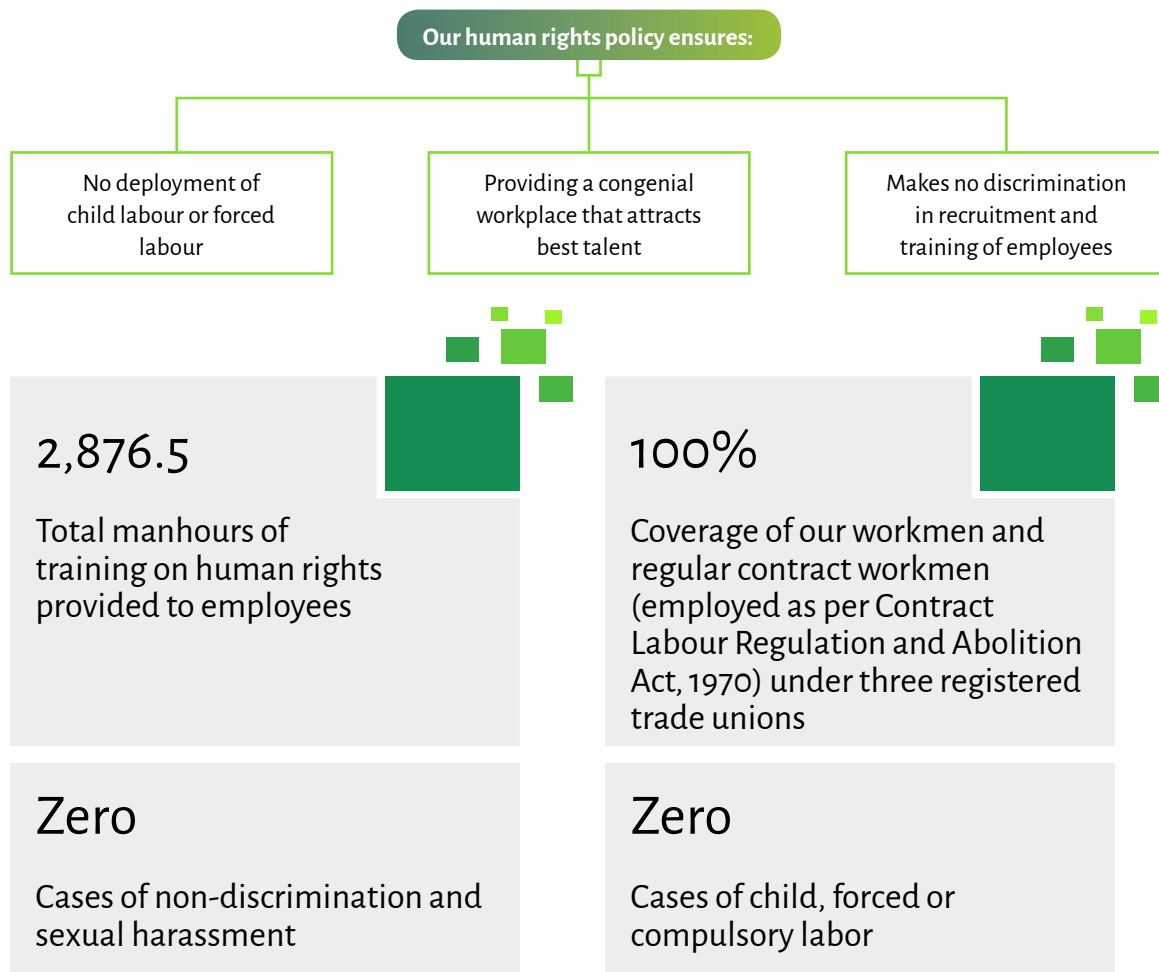 Our human rights policy ensures:
No deployment of
child labour or forced
labour
Providing a congenial
workplace that attracts
best talent
Makes no discrimination
in recruitment and
training of employees
2,876.5
Total manhours of
training on human rights
provided to employees
100%
Coverage of our workmen and
regular contract workmen
(employed as per Contract
Labour Regulation and Abolition
Act, 1970) under three registered
trade unions
Zero
Cases of non-discrimination and
sexual harassment
Zero
Cases of child, forced or
compulsory labor